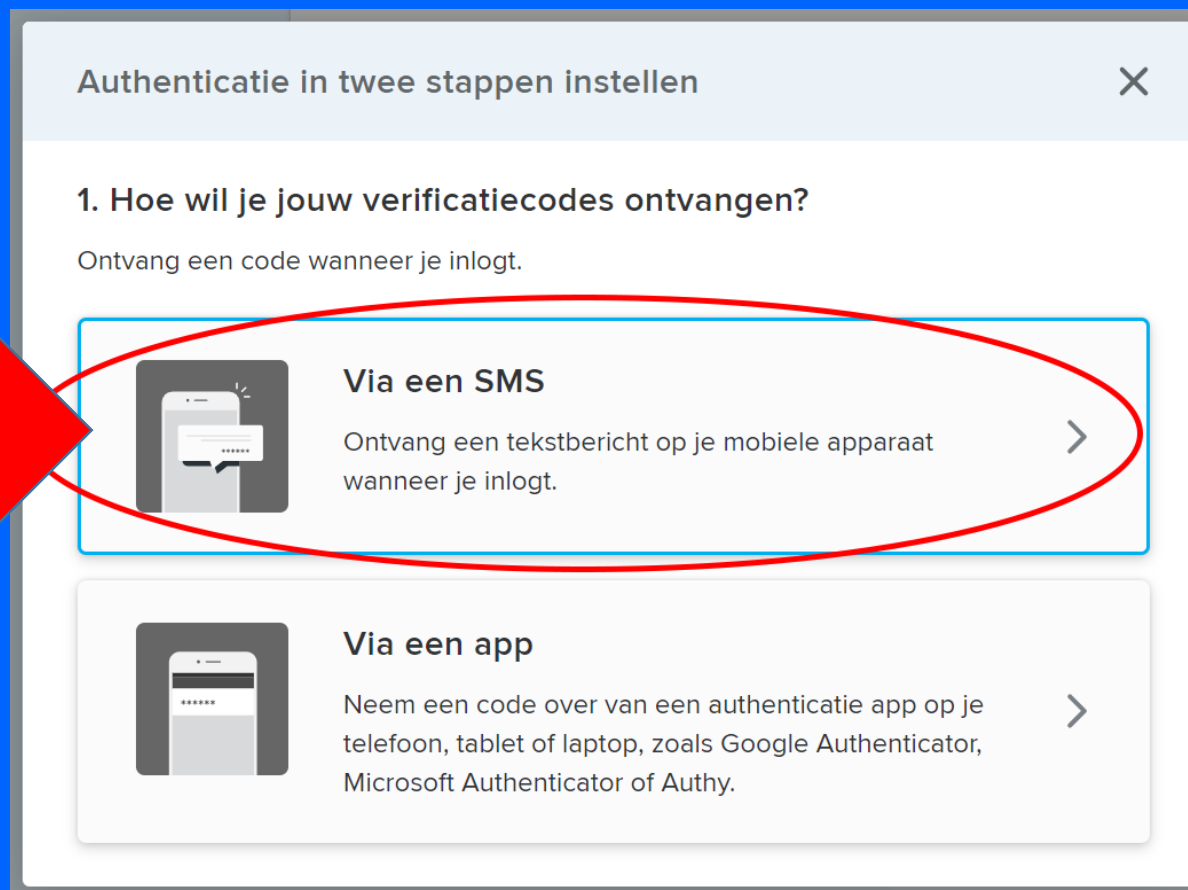 Authenticatie in twee stappen instellen
1. Hoe wil je jouw verificatiecodes ontvangen?
Ontvang een code wanneer je inlogt.
Via een SMS
Ontvang een tekstbericht op je mobiele apparaat
wanneer je inlogt.
Via een app
Neem een code over van een authenticatie app op je
telefoon, tablet of laptop, zoals Google Authenticator,
Microsoft Authenticator of Authy.